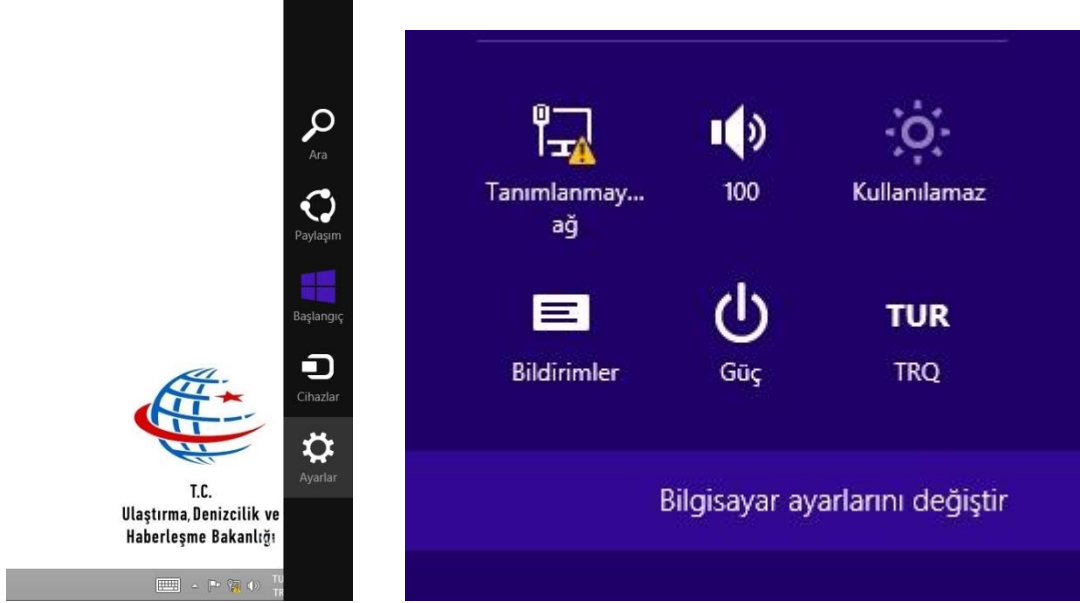 Ara
Paylaşım
Başlangıç
Cihazlar
Ayarlar
T.C.
Ulaştırma, Denizcilik ve
Haberleşme Bakanlığı
Tanımlanmay...
ağ
100
Kullanılamaz
Bildirimler
Güç
TUR
TRQ
Bilgisayar ayarlarını değiştir